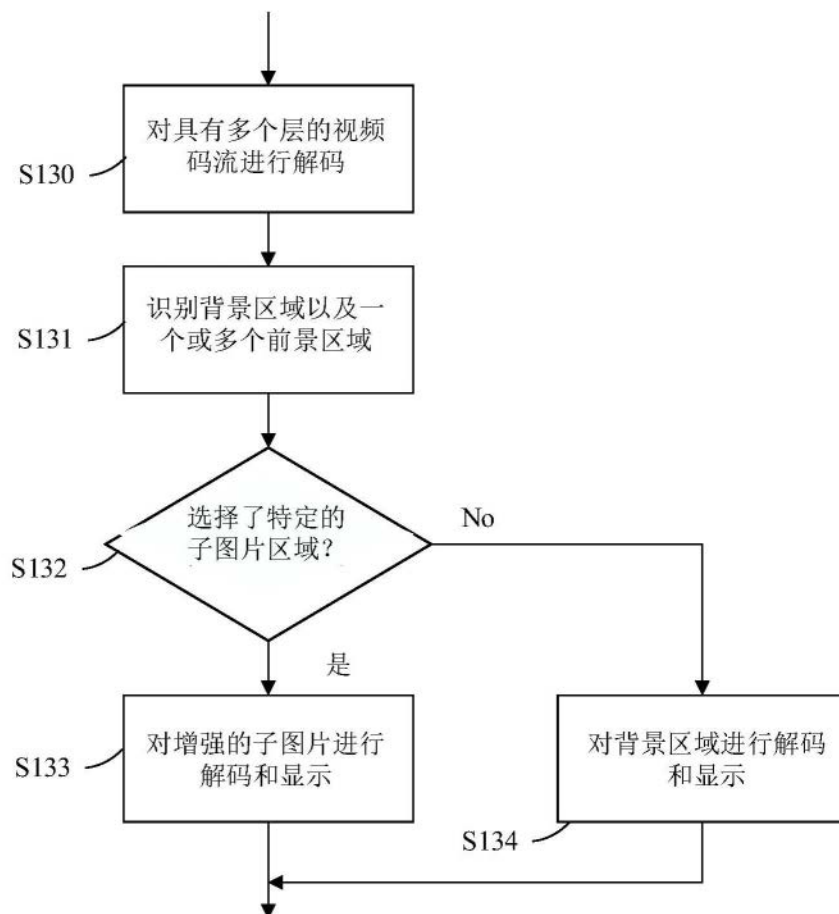 对具有多个层的视频
码流进行解码
S130
识别背景区域以及一
个或多个前景区域
S131
选择了特定的
子图片区域?
No
S132
是
对增强的子图片进行
解码和显示
S133
对背景区域进行解码
和显示
S134